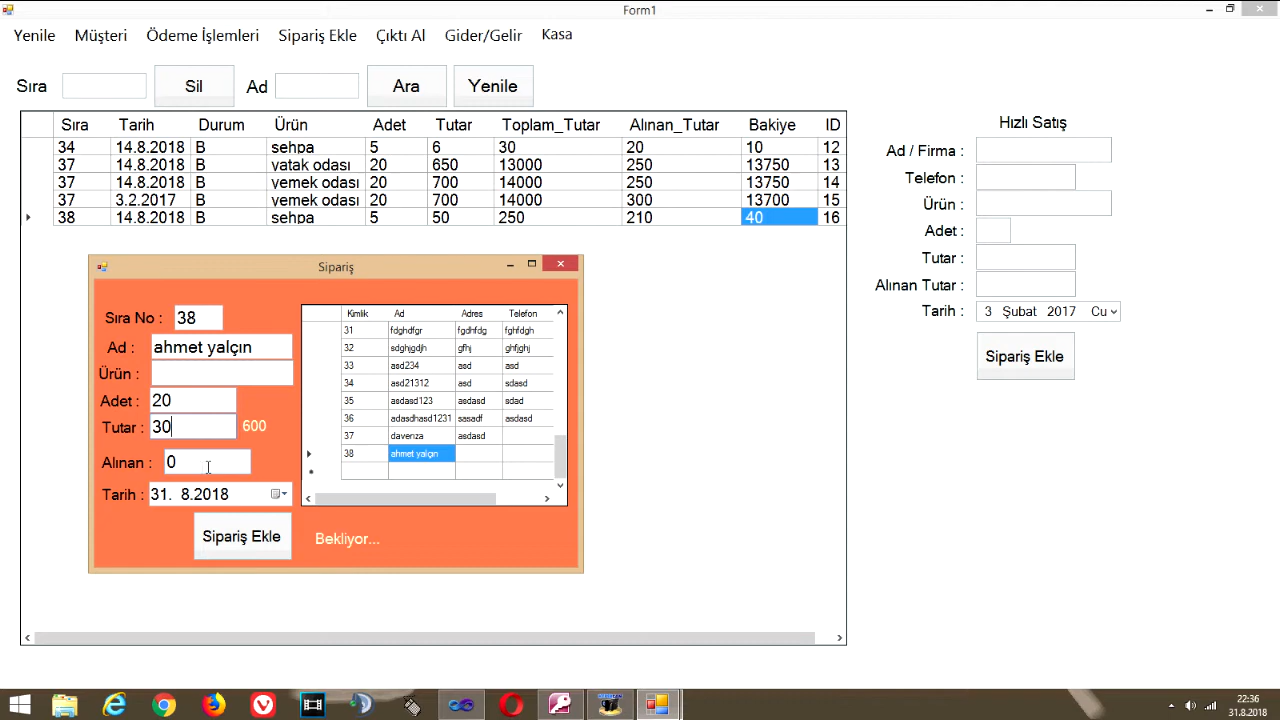 Form1
Yenile Müşteri Ödeme İşlemleri Sipariş Ekle Çıktı Al Gider/Gelir Kasa
Sıra Sil Ad Ara Yenile
Sıra Tarih Durum Ürün Adet Tutar Toplam_Tutar Alınan_Tutar Bakiye ID
34 14.8.2018 B sehpa 5 6 30 20 10 12
37 14.8.2018 B yatak odası 20 650 13000 250 13750 13
37 14.8.2018 B yemek odası 20 700 14000 250 13750 14
37 3.2.2017 B yemek odası 20 700 14000 300 13700 15
38 14.8.2018 B sehpa 5 50 250 210 40 16
Hızlı Satış
Ad / Firma :
Telefon :
Ürün :
Adet :
Tutar :
Alınan Tutar :
Tarih : 3 Şubat 2017 Cu
Sipariş Ekle
Sipariş
Sıra No : 38
Ad : ahmet yalçın
Ürün :
Adet : 20
Tutar : 30 600
Alınan : 0
Tarih : 31. 8.2018
Sipariş Ekle Bekliyor...
Kimlik Ad Adres Telefon
31 fdghdfgr fgdhfdg fghfdgh
32 sdghjgdjh gfhj ghfjghj
33 asd234 asd asd
34 asd21312 asd sdasd
35 asdasd123 asdasd sdad
36 adasdhasd1231 sasadf asdasd
37 davenza asdasd
38 ahmet yalçın
22:36
31.8.2018